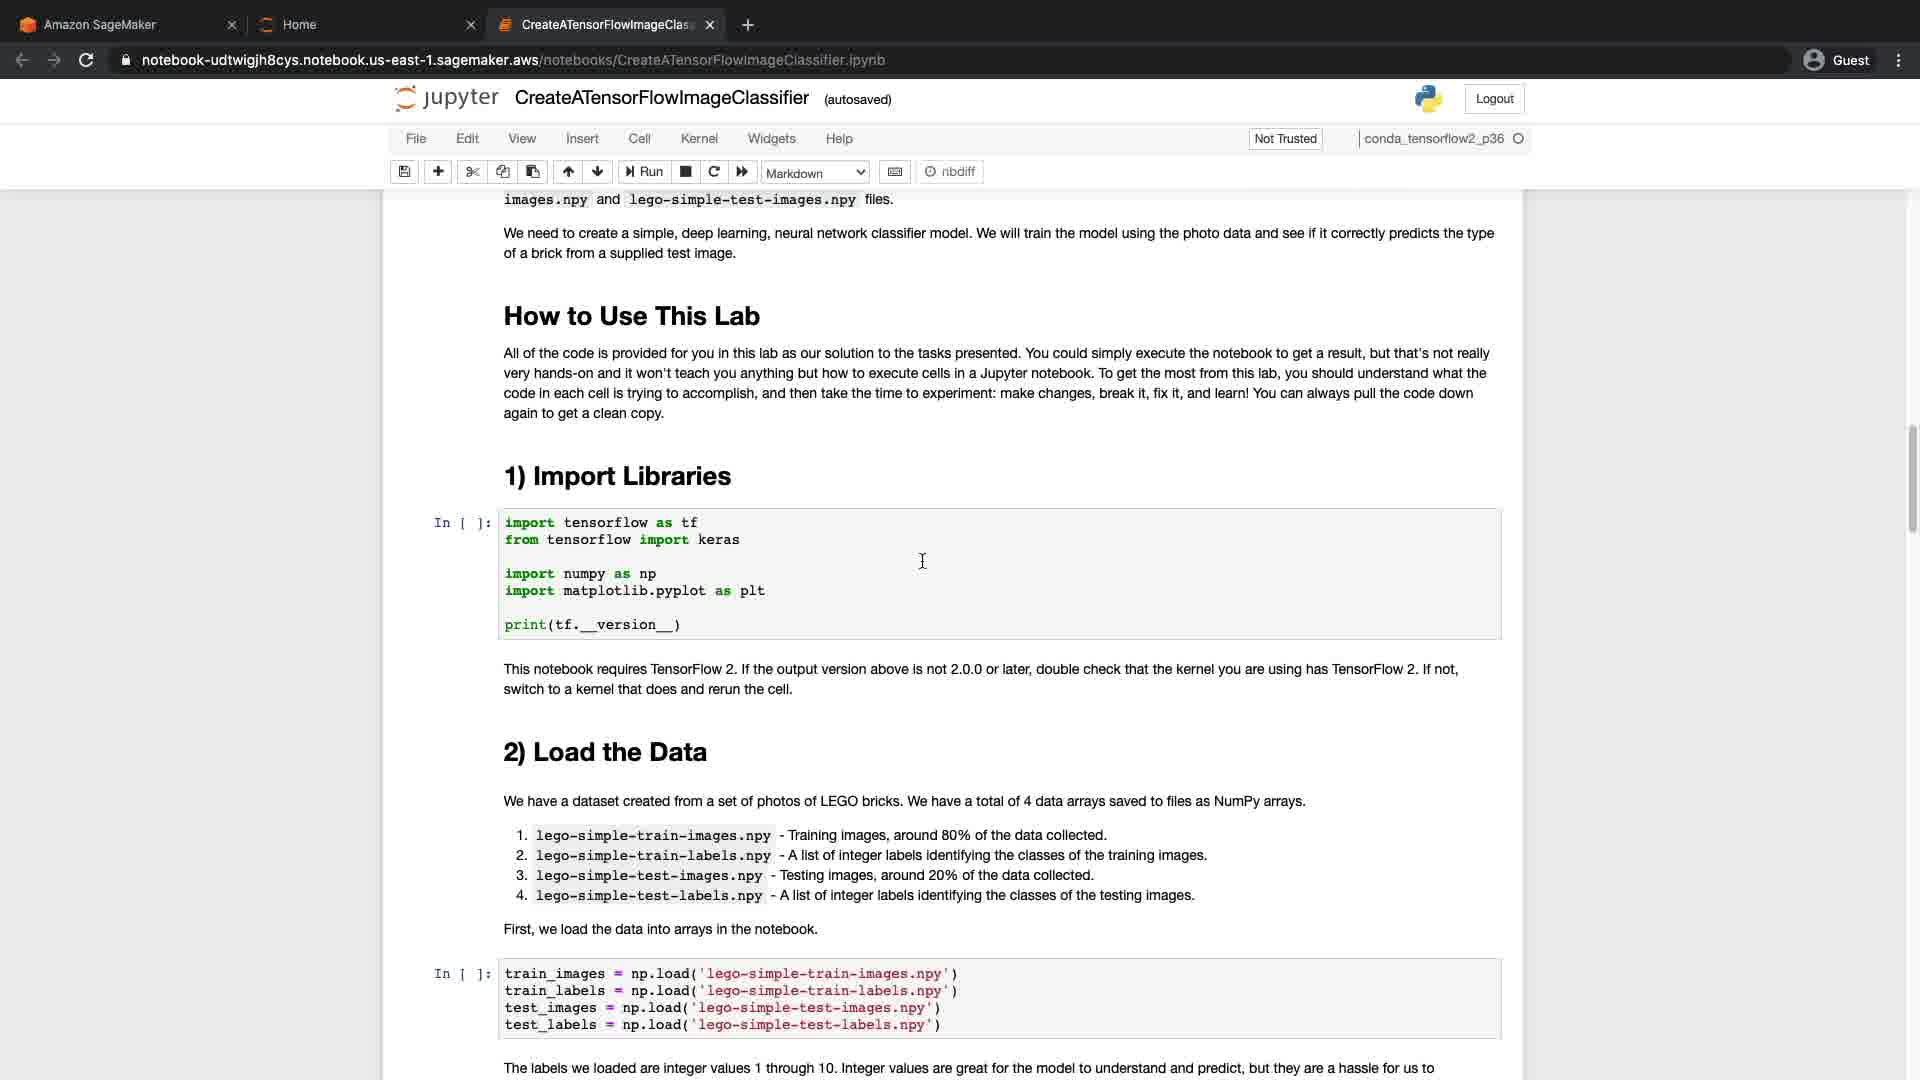 Amazon SageMaker
Home
CreateATensorFlowImageClas
notebook-udtwigjh8cys.notebook.us-east-1.sagemaker.aws/notebooks/CreateATensorFlowImageClassifier.ipynb
Guest
jupyter CreateATensorFlowImageClassifier (autosaved)
Logout
File Edit View Insert Cell Kernel Widgets Help
Not Trusted
conda_tensorflow2_p36
Run
Markdown
nbdiff
images.npy and lego-simple-test-images.npy files.
We need to create a simple, deep learning, neural network classifier model. We will train the model using the photo data and see if it correctly predicts the type
of a brick from a supplied test image.
How to Use This Lab
All of the code is provided for you in this lab as our solution to the tasks presented. You could simply execute the notebook to get a result, but that's not really
very hands-on and it won't teach you anything but how to execute cells in a Jupyter notebook. To get the most from this lab, you should understand what the
code in each cell is trying to accomplish, and then take the time to experiment: make changes, break it, fix it, and learn! You can always pull the code down
again to get a clean copy.
1) Import Libraries
In [ ]: import tensorflow as tf
from tensorflow import keras
import numpy as np
import matplotlib.pyplot as plt
print(tf.__version__)
This notebook requires TensorFlow 2. If the output version above is not 2.0.0 or later, double check that the kernel you are using has TensorFlow 2. If not,
switch to a kernel that does and rerun the cell.
2) Load the Data
We have a dataset created from a set of photos of LEGO bricks. We have a total of 4 data arrays saved to files as NumPy arrays.
1. lego-simple-train-images.npy - Training images, around 80% of the data collected.
2. lego-simple-train-labels.npy - A list of integer labels identifying the classes of the training images.
3. lego-simple-test-images.npy - Testing images, around 20% of the data collected.
4. lego-simple-test-labels.npy - A list of integer labels identifying the classes of the testing images.
First, we load the data into arrays in the notebook.
In [ ]: train_images = np.load('lego-simple-train-images.npy')
train_labels = np.load('lego-simple-train-labels.npy')
test_images = np.load('lego-simple-test-images.npy')
test_labels = np.load('lego-simple-test-labels.npy')
The labels we loaded are integer values 1 through 10. Integer values are great for the model to understand and predict, but they are a hassle for us to